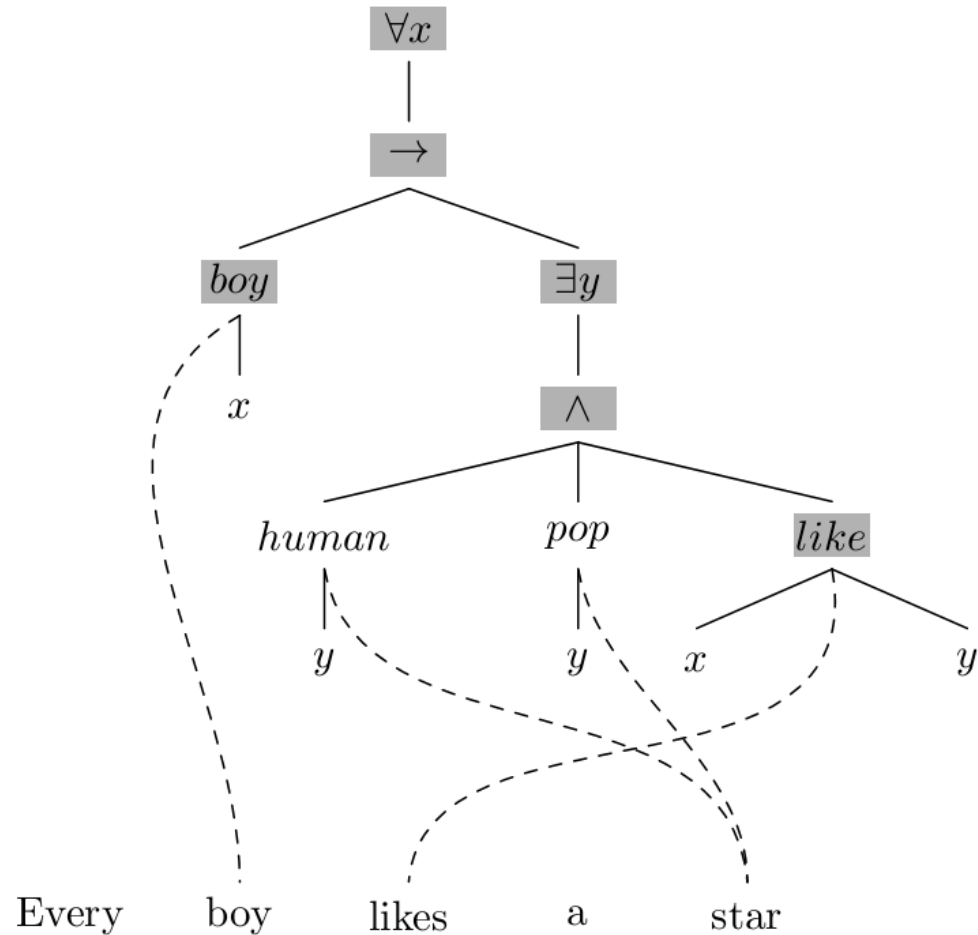 ∀x
→
boy ∃y
x ∧
human pop like
y y x y
Every boy likes a star